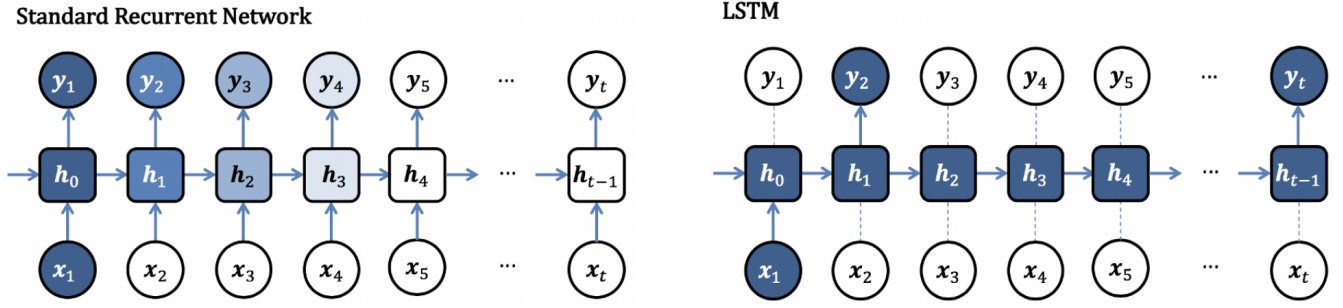 Standard Recurrent Network
y₁ y₂ y₃ y₄ y₅ ... yₜ
h₀ h₁ h₂ h₃ h₄ ... hₜ₋₁
x₁ x₂ x₃ x₄ x₅ ... xₜ
LSTM
y₁ y₂ y₃ y₄ y₅ ... yₜ
h₀ h₁ h₂ h₃ h₄ ... hₜ₋₁
x₁ x₂ x₃ x₄ x₅ ... xₜ